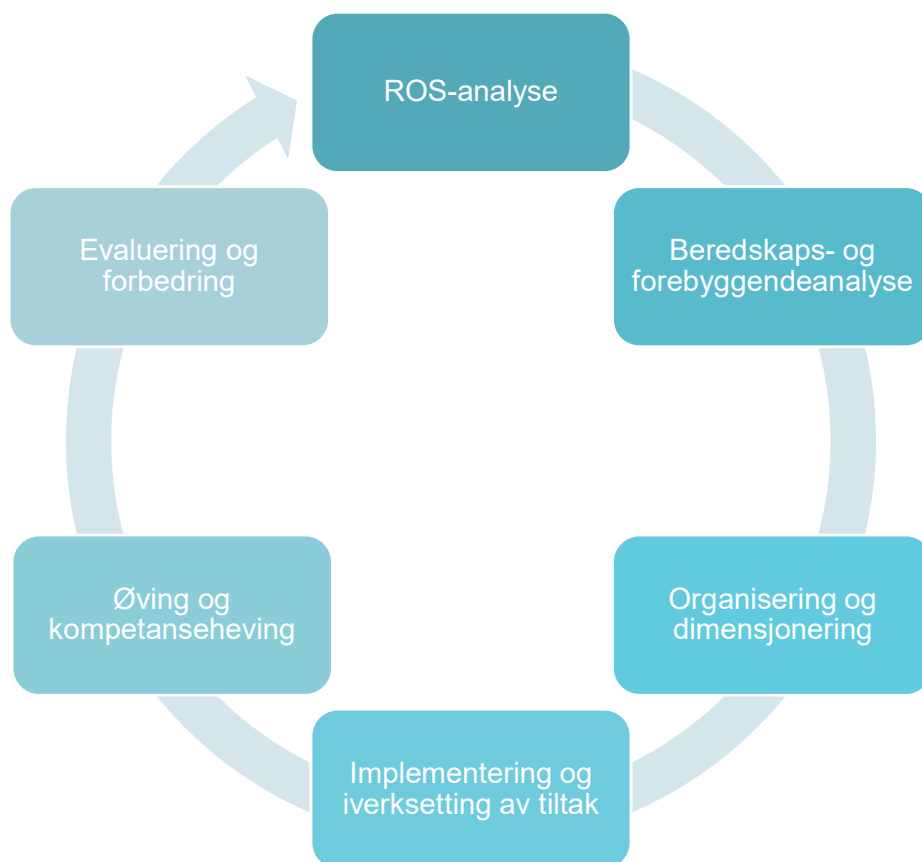 ROS-analyse
Beredskaps- og
forebyggendeanalyse
Organisering og
dimensjonering
Implementering og
iverksetting av tiltak
Øving og
kompetanseheving
Evaluering og
forbedring